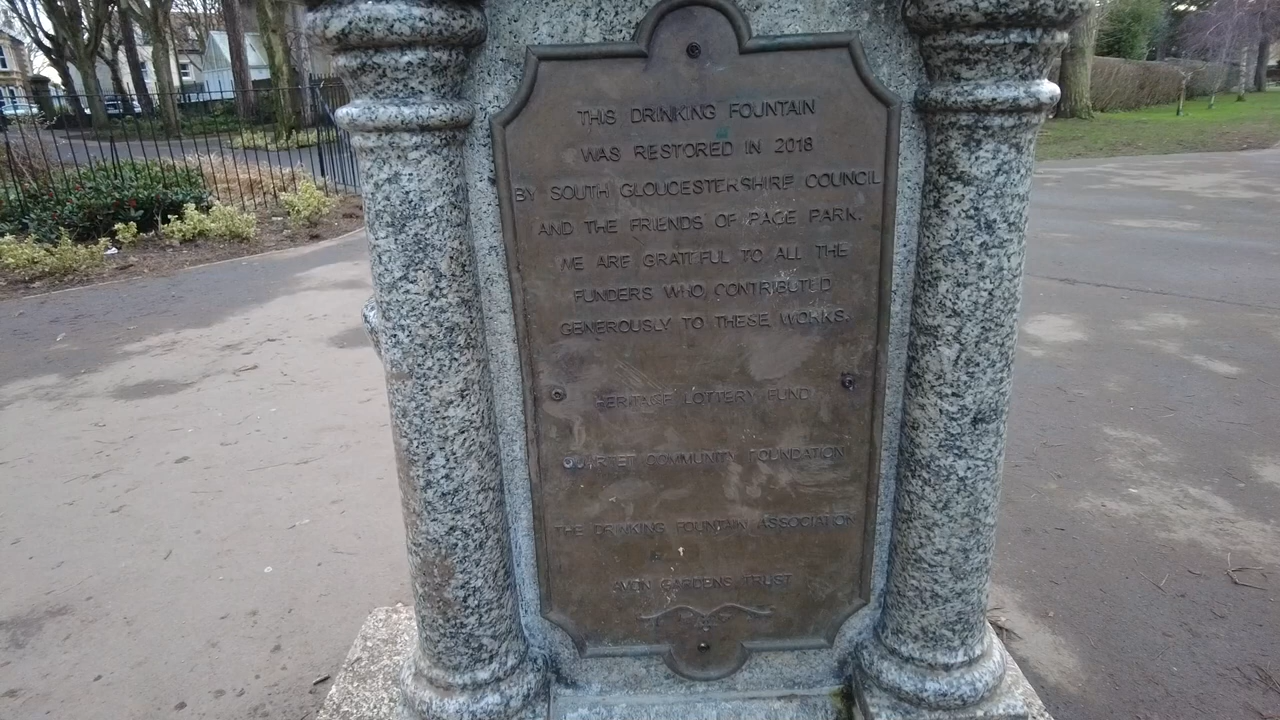 THIS DRINKING FOUNTAIN
WAS RESTORED IN 2018
BY SOUTH GLOUCESTERSHIRE COUNCIL
AND THE FRIENDS OF PAGE PARK.
WE ARE GRATEFUL TO ALL THE
FUNDERS WHO CONTRIBUTED
GENEROUSLY TO THESE WORKS.
HERITAGE LOTTERY FUND
QUARTET COMMUNITY FOUNDATION
THE DRINKING FOUNTAIN ASSOCIATION
AVON GARDENS TRUST